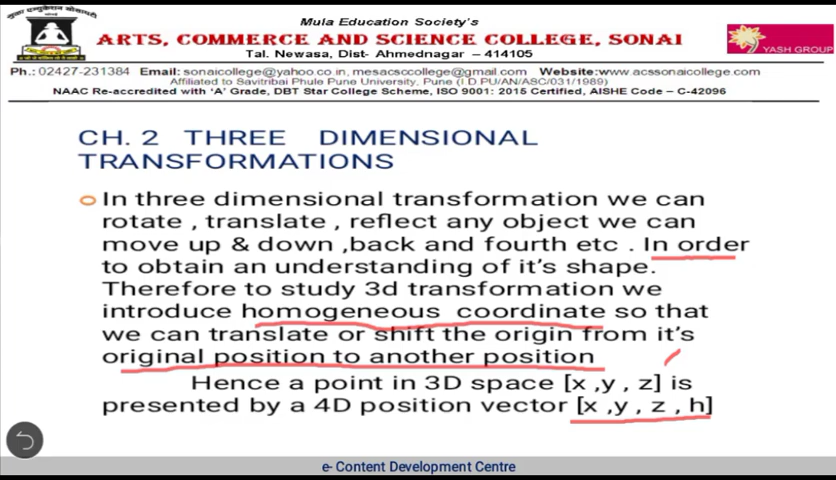 Mula Education Society's
ARTS, COMMERCE AND SCIENCE COLLEGE, SONAI
Tal. Newasa, Dist- Ahmednagar – 414105
YASH GROUP
Ph.: 02427-231384 Email: sonaicollege@yahoo.co.in, mesacsccollege@gmail.com Website:www.acssonaicollege.com
Affiliated to Savitribai Phule Pune University, Pune (I D PU/AN/ASC/031/1989)
NAAC Re-accredited with 'A' Grade, DBT Star College Scheme, ISO 9001: 2015 Certified, AISHE Code – C-42096
CH. 2 THREE DIMENSIONAL
TRANSFORMATIONS
In three dimensional transformation we can
rotate , translate , reflect any object we can
move up & down ,back and fourth etc . In order
to obtain an understanding of it's shape.
Therefore to study 3d transformation we
introduce homogeneous coordinate so that
we can translate or shift the origin from it's
original position to another position
Hence a point in 3D space [x ,y , z] is
presented by a 4D position vector [x ,y , z , h]
e- Content Development Centre